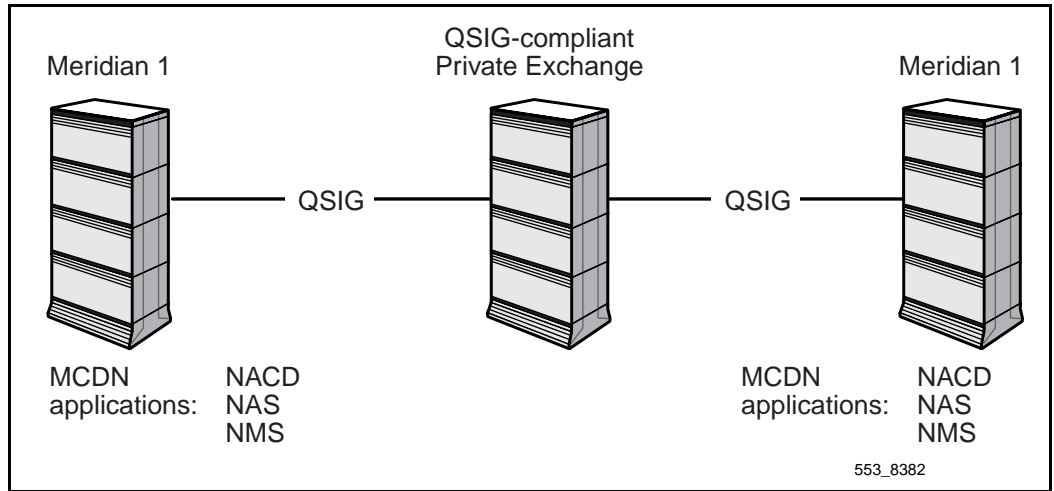 QSIG-compliant
Meridian 1 Private Exchange Meridian 1
QSIG QSIG
MCDN NACD MCDN NACD
applications: NAS applications: NAS
NMS NMS
553_8382